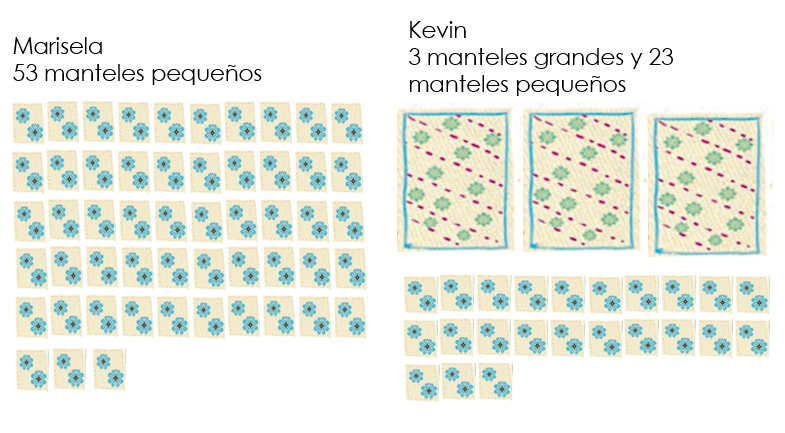 Marisela
53 manteles pequeños
Kevin
3 manteles grandes y 23
manteles pequeños